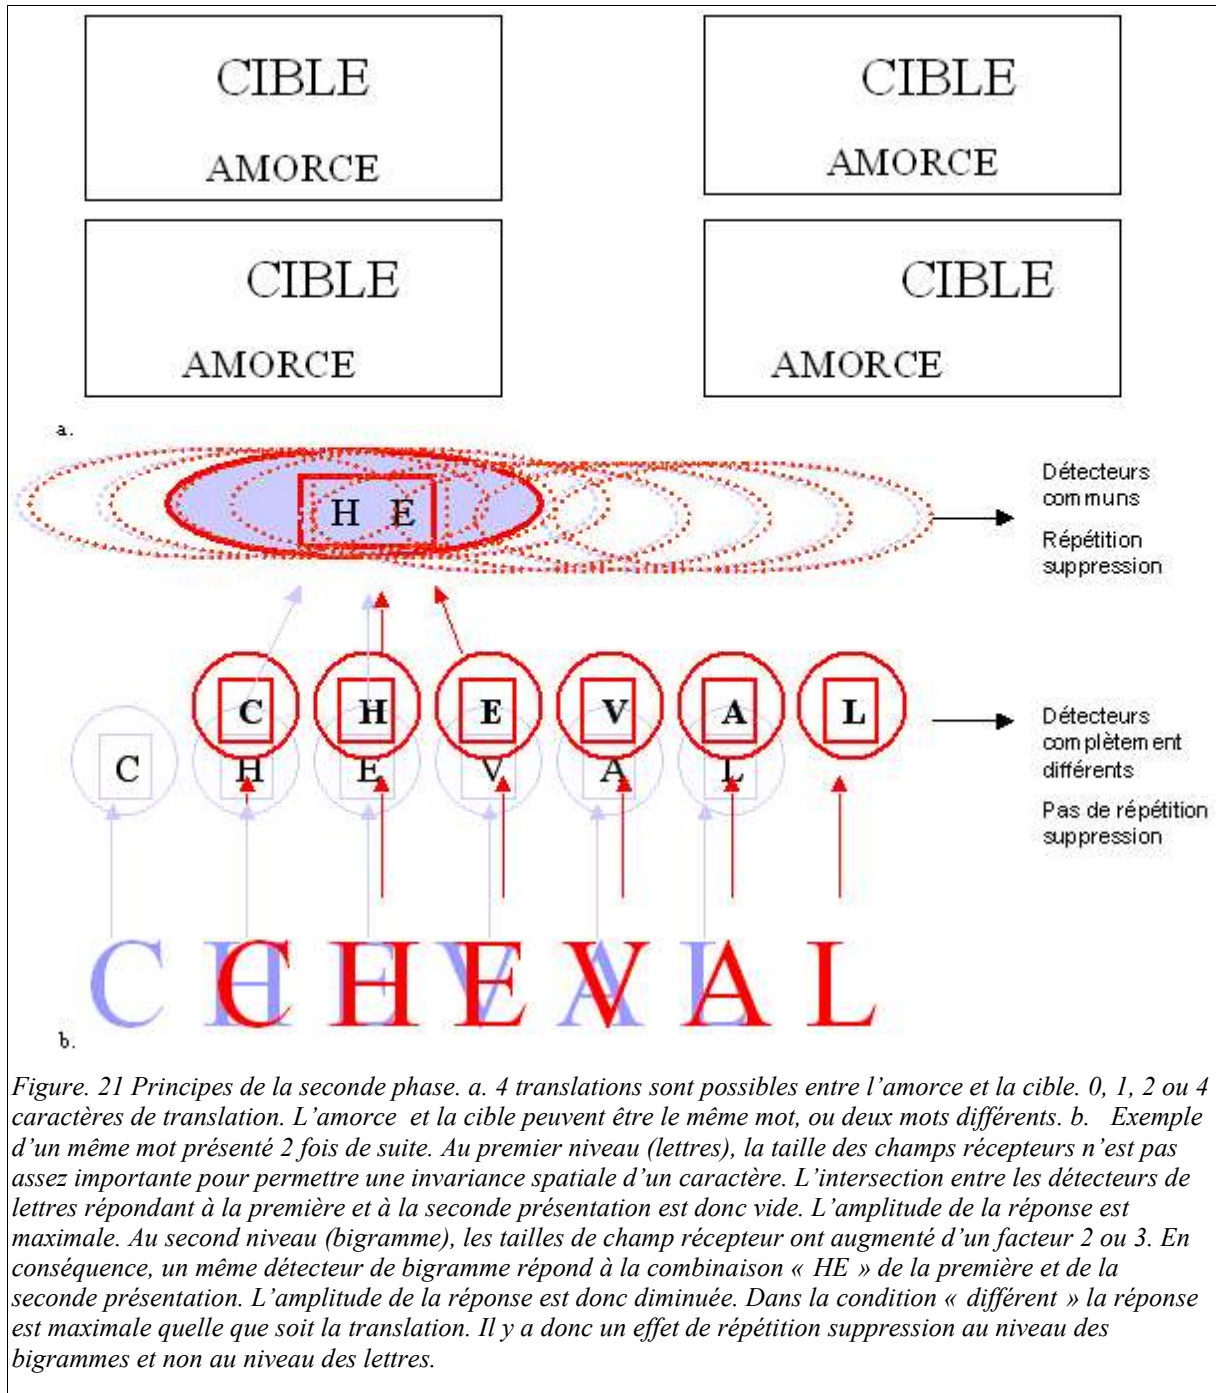 CIBLE
CIBLE
AMORCE
AMORCE
CIBLE
CIBLE
AMORCE
AMORCE
a.
H E
Détecteurs
communs
Répétition
suppression
C H E V A L
C H E V A L
Détecteurs
complètement
différents
Pas de répétition
suppression
C H E V A L
C H E V A L
b.
Figure. 21 Principes de la seconde phase. a. 4 translations sont possibles entre l’amorce et la cible. 0, 1, 2 ou 4
caractères de translation. L’amorce et la cible peuvent être le même mot, ou deux mots différents. b. Exemple
d’un même mot présenté 2 fois de suite. Au premier niveau (lettres), la taille des champs récepteurs n’est pas
assez importante pour permettre une invariance spatiale d’un caractère. L’intersection entre les détecteurs de
lettres répondant à la première et à la seconde présentation est donc vide. L’amplitude de la réponse est
maximale. Au second niveau (bigramme), les tailles de champ récepteur ont augmenté d’un facteur 2 ou 3. En
conséquence, un même détecteur de bigramme répond à la combinaison « HE » de la première et de la
seconde présentation. L’amplitude de la réponse est donc diminuée. Dans la condition « différent » la réponse
est maximale quelle que soit la translation. Il y a donc un effet de répétition suppression au niveau des
bigrammes et non au niveau des lettres.